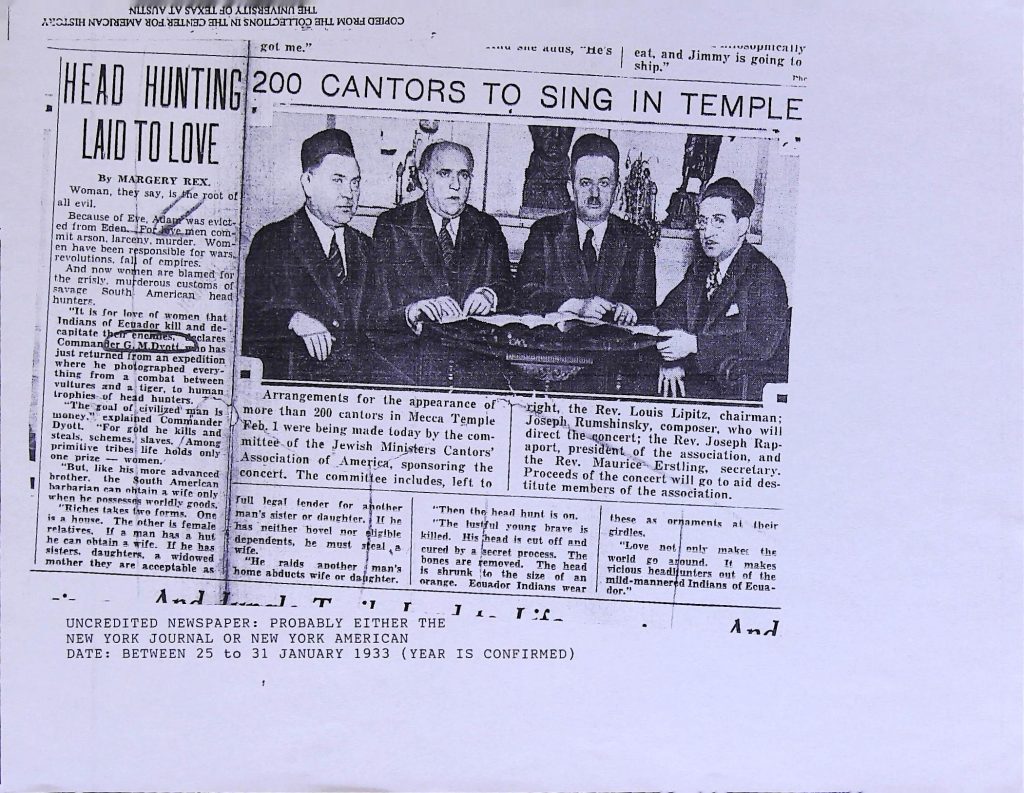 COPIED FROM THE COLLECTIONS IN THE CENTER FOR AMERICAN HISTORY
THE UNIVERSITY OF TEXAS AT AUSTIN
got me."
And she adds, "He's
eat, and Jimmy is going to
ship."
HEAD HUNTING
LAID TO LOVE
By MARGERY REX.
Woman, they say, is the root of
all evil.
Because of Eve, Adam was evict-
ed from Eden. For love men com-
mit arson, larceny, murder. Wom-
en have been responsible for wars,
revolutions, fall of empires.
And now women are blamed for
the grisly, murderous customs of
savage South American head
hunters.
"It is for love of women that
Indians of Ecuador kill and de-
capitate their enemies," declares
Commander G. M. Dyott, who has
just returned from an expedition
where he photographed every-
thing from a combat between
vultures and a tiger, to human
trophies of head hunters.
"The goal of civilized man is
money," explained Commander
Dyott. "For gold he kills and
steals, schemes, slaves. Among
primitive tribes life holds only
one prize — women.
"But, like his more advanced
brother, the South American
barbarian can obtain a wife only
when he possesses worldly goods.
"Riches takes two forms. One
is a house. The other is female
relatives. If a man has a hut
he can obtain a wife. If he has
sisters, daughters, a widowed
mother they are acceptable as
full legal tender for another
man's sister or daughter. If he
has neither hovel nor eligible
dependents, he must steal a
wife.
"He raids another man's
home abducts wife or daughter.
"Then the head hunt is on.
"The lustful young brave is
killed. His head is cut off and
cured by a secret process. The
bones are removed. The head
is shrunk to the size of an
orange. Ecuador Indians wear
these as ornaments at their
girdles.
"Love not only makes the
world go around. It makes
vicious headhunters out of the
mild-mannered Indians of Ecua-
dor."
200 CANTORS TO SING IN TEMPLE
Arrangements for the appearance of
more than 200 cantors in Mecca Temple
Feb. 1 were being made today by the com-
mittee of the Jewish Ministers Cantors'
Association of America, sponsoring the
concert. The committee includes, left to
right, the Rev. Louis Lipitz, chairman;
Joseph Rumshinsky, composer, who will
direct the concert; the Rev. Joseph Rap-
aport, president of the association, and
the Rev. Maurice Erstling, secretary.
Proceeds of the concert will go to aid des-
titute members of the association.
And
And
UNCREDITED NEWSPAPER: PROBABLY EITHER THE
NEW YORK JOURNAL OR NEW YORK AMERICAN
DATE: BETWEEN 25 to 31 JANUARY 1933 (YEAR IS CONFIRMED)